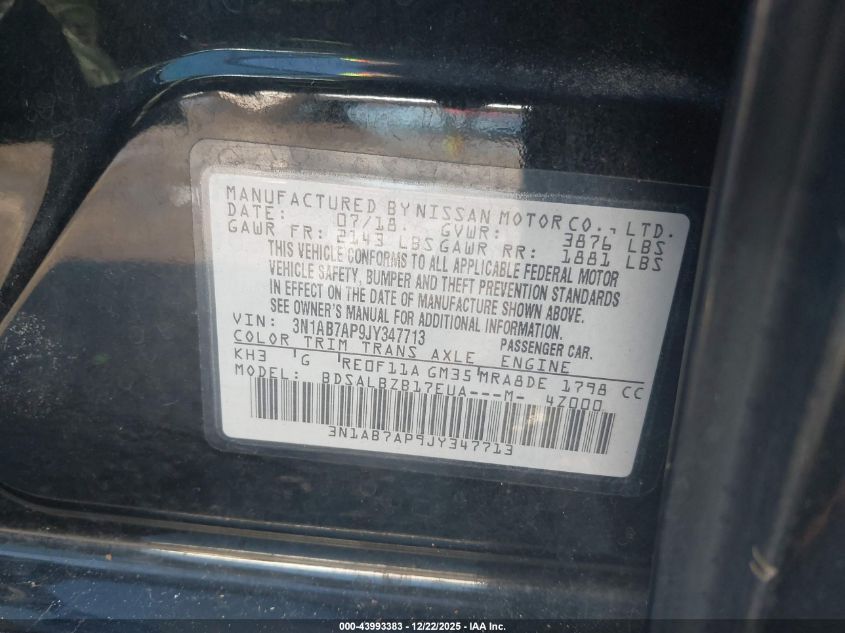 MANUFACTURED BY NISSAN MOTOR CO., LTD.
DATE: 07/18 GVWR: 3876 LBS
GAWR FR: 2143 LBS GAWR RR: 1881 LBS
THIS VEHICLE CONFORMS TO ALL APPLICABLE FEDERAL MOTOR
VEHICLE SAFETY, BUMPER AND THEFT PREVENTION STANDARDS
IN EFFECT ON THE DATE OF MANUFACTURE SHOWN ABOVE.
SEE OWNER'S MANUAL FOR ADDITIONAL INFORMATION.
VIN: 3N1AB7AP9JY347713 PASSENGER CAR.
COLOR TRIM TRANS AXLE ENGINE
KH3 G RE0F11A GM35 MRA8DE 1798 CC
MODEL: BDSALBZB17EUA---M- 4Z000
3N1AB7AP9JY347713
000-43993383 • 12/22/2025 - IAA Inc.